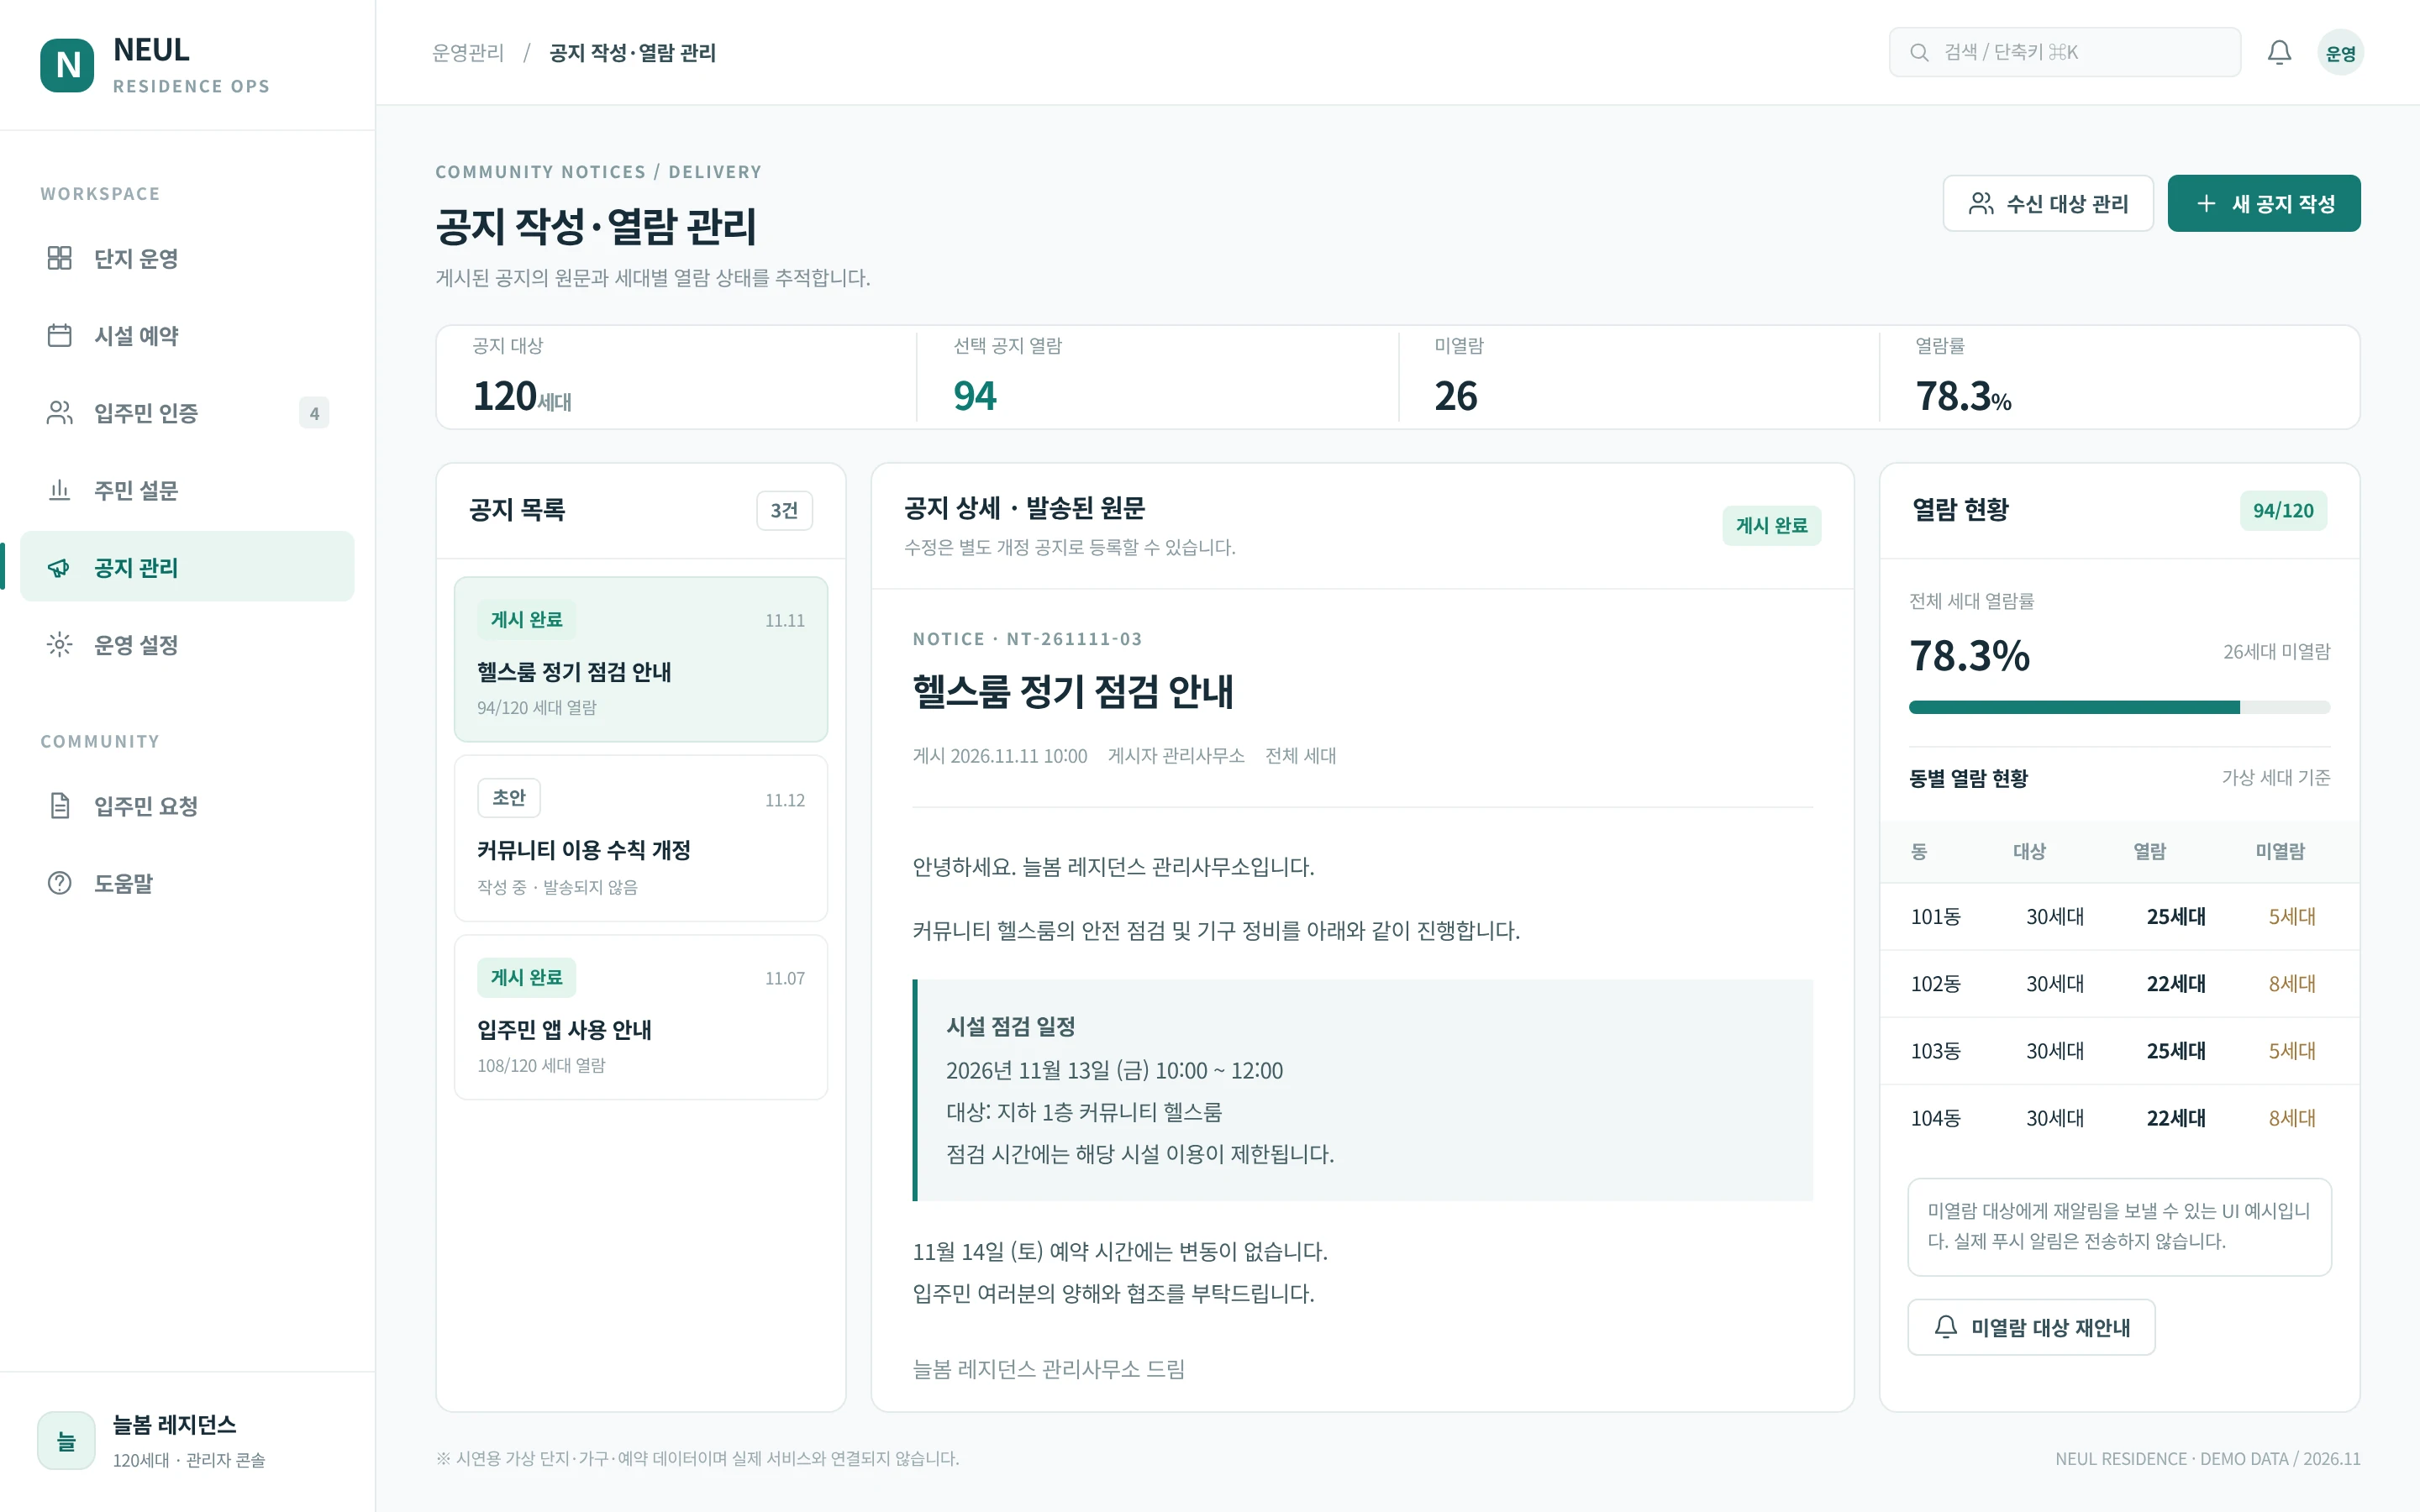 N
NEUL
RESIDENCE OPS
WORKSPACE
단지 운영
시설 예약
입주민 인증
4
주민 설문
공지 관리
운영 설정
COMMUNITY
입주민 요청
도움말
늘
늘봄 레지던스
120세대 · 관리자 콘솔
운영관리 / 공지 작성·열람 관리
검색 / 단축키 ⌘K
운영
COMMUNITY NOTICES / DELIVERY
공지 작성·열람 관리
게시된 공지의 원문과 세대별 열람 상태를 추적합니다.
수신 대상 관리
새 공지 작성
공지 대상
120세대
선택 공지 열람
94
미열람
26
열람률
78.3%
공지 목록
3건
게시 완료
11.11
헬스룸 정기 점검 안내
94/120 세대 열람
초안
11.12
커뮤니티 이용 수칙 개정
작성 중 · 발송되지 않음
게시 완료
11.07
입주민 앱 사용 안내
108/120 세대 열람
공지 상세 · 발송된 원문
수정은 별도 개정 공지로 등록할 수 있습니다.
게시 완료
NOTICE · NT-261111-03
헬스룸 정기 점검 안내
게시 2026.11.11 10:00 게시자 관리사무소 전체 세대
안녕하세요. 늘봄 레지던스 관리사무소입니다.
커뮤니티 헬스룸의 안전 점검 및 기구 정비를 아래와 같이 진행합니다.
시설 점검 일정
2026년 11월 13일 (금) 10:00 ~ 12:00
대상: 지하 1층 커뮤니티 헬스룸
점검 시간에는 해당 시설 이용이 제한됩니다.
11월 14일 (토) 예약 시간에는 변동이 없습니다.
입주민 여러분의 양해와 협조를 부탁드립니다.
늘봄 레지던스 관리사무소 드림
열람 현황
94/120
전체 세대 열람률
78.3%
26세대 미열람
동별 열람 현황
가상 세대 기준
동 대상 열람 미열람
101동 30세대 25세대 5세대
102동 30세대 22세대 8세대
103동 30세대 25세대 5세대
104동 30세대 22세대 8세대
미열람 대상에게 재알림을 보낼 수 있는 UI 예시입니
다. 실제 푸시 알림은 전송하지 않습니다.
미열람 대상 재안내
※ 시연용 가상 단지·가구·예약 데이터이며 실제 서비스와 연결되지 않습니다.
NEUL RESIDENCE · DEMO DATA / 2026.11